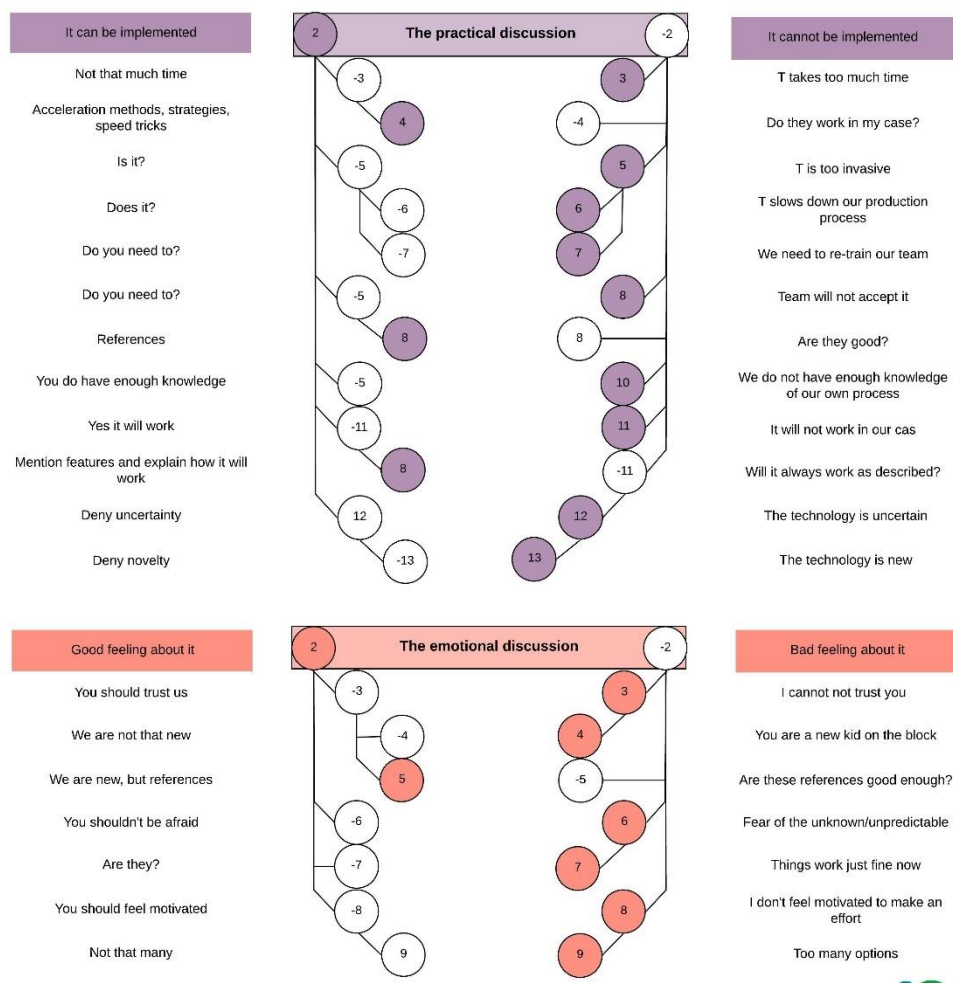 It can be implemented
2
The practical discussion
-2
It cannot be implemented
Not that much time
-3
3
T takes too much time
Acceleration methods, strategies,
speed tricks
4
-4
Do they work in my case?
Is it?
-5
5
T is too invasive
Does it?
-6
6
T slows down our production
process
Do you need to?
-7
7
We need to re-train our team
Do you need to?
-5
8
Team will not accept it
References
8
8
Are they good?
You do have enough knowledge
-5
10
We do not have enough knowledge
of our own process
Yes it will work
-11
11
It will not work in our cas
Mention features and explain how it will
work
8
-11
Will it always work as described?
Deny uncertainty
12
12
The technology is uncertain
Deny novelty
-13
13
The technology is new
Good feeling about it
2
The emotional discussion
-2
Bad feeling about it
You should trust us
-3
3
I cannot not trust you
We are not that new
-4
4
You are a new kid on the block
We are new, but references
5
-5
Are these references good enough?
You shouldn't be afraid
-6
6
Fear of the unknown/unpredictable
Are they?
-7
7
Things work just fine now
You should feel motivated
-8
8
I don't feel motivated to make an
effort
Not that many
9
9
Too many options